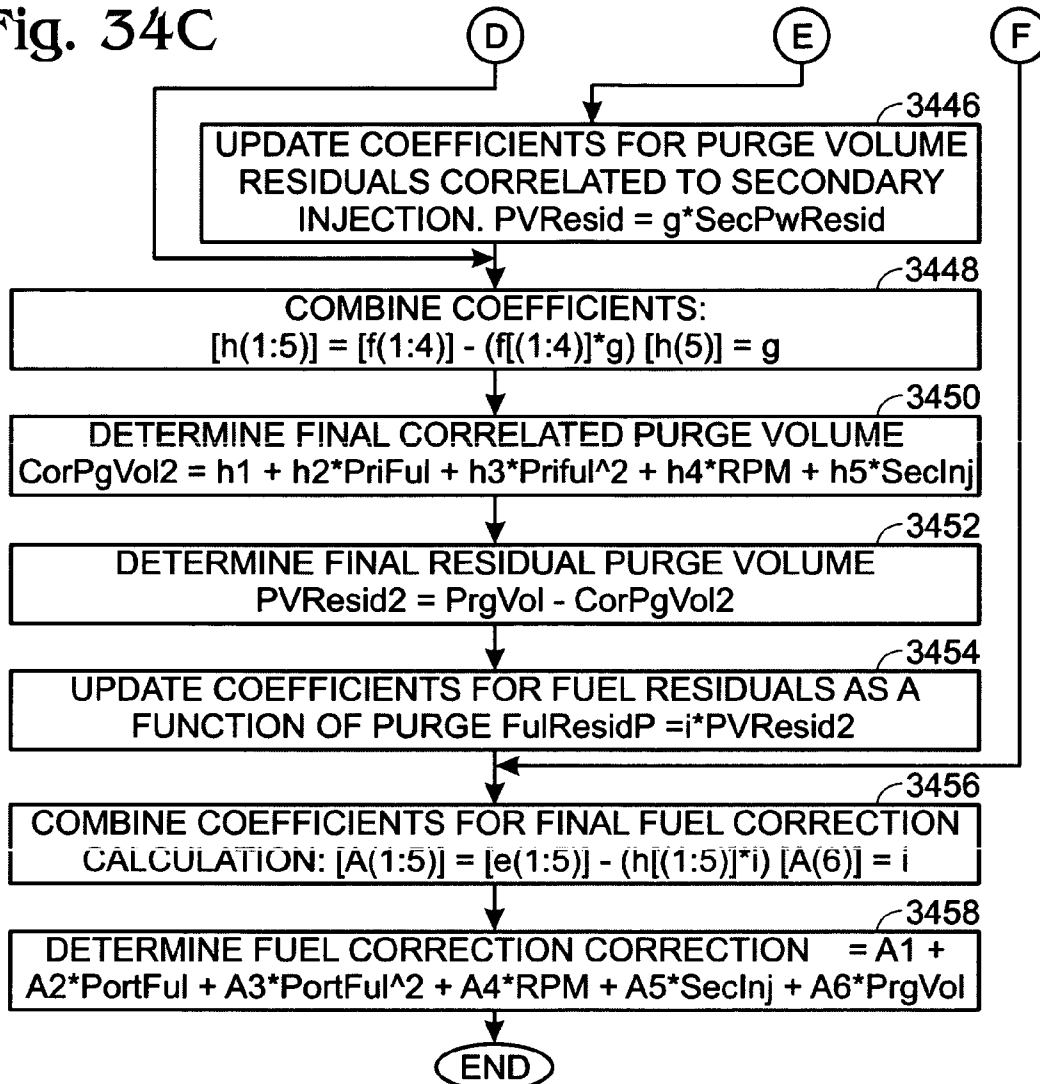 Fig. 34C
D
E
F
3446
UPDATE COEFFICIENTS FOR PURGE VOLUME
RESIDUALS CORRELATED TO SECONDARY
INJECTION. PVResid = g*SecPwResid
3448
COMBINE COEFFICIENTS:
[h(1:5)] = [f(1:4)] - (f[(1:4)]*g) [h(5)] = g
3450
DETERMINE FINAL CORRELATED PURGE VOLUME
CorPgVol2 = h1 + h2*PriFul + h3*Priful^2 + h4*RPM + h5*SecInj
3452
DETERMINE FINAL RESIDUAL PURGE VOLUME
PVResid2 = PrgVol - CorPgVol2
3454
UPDATE COEFFICIENTS FOR FUEL RESIDUALS AS A
FUNCTION OF PURGE FulResidP =i*PVResid2
3456
COMBINE COEFFICIENTS FOR FINAL FUEL CORRECTION
CALCULATION: [A(1:5)] = [e(1:5)] - (h[(1:5)]*i) [A(6)] = i
3458
DETERMINE FUEL CORRECTION CORRECTION = A1 +
A2*PortFul + A3*PortFul^2 + A4*RPM + A5*SecInj + A6*PrgVol
END